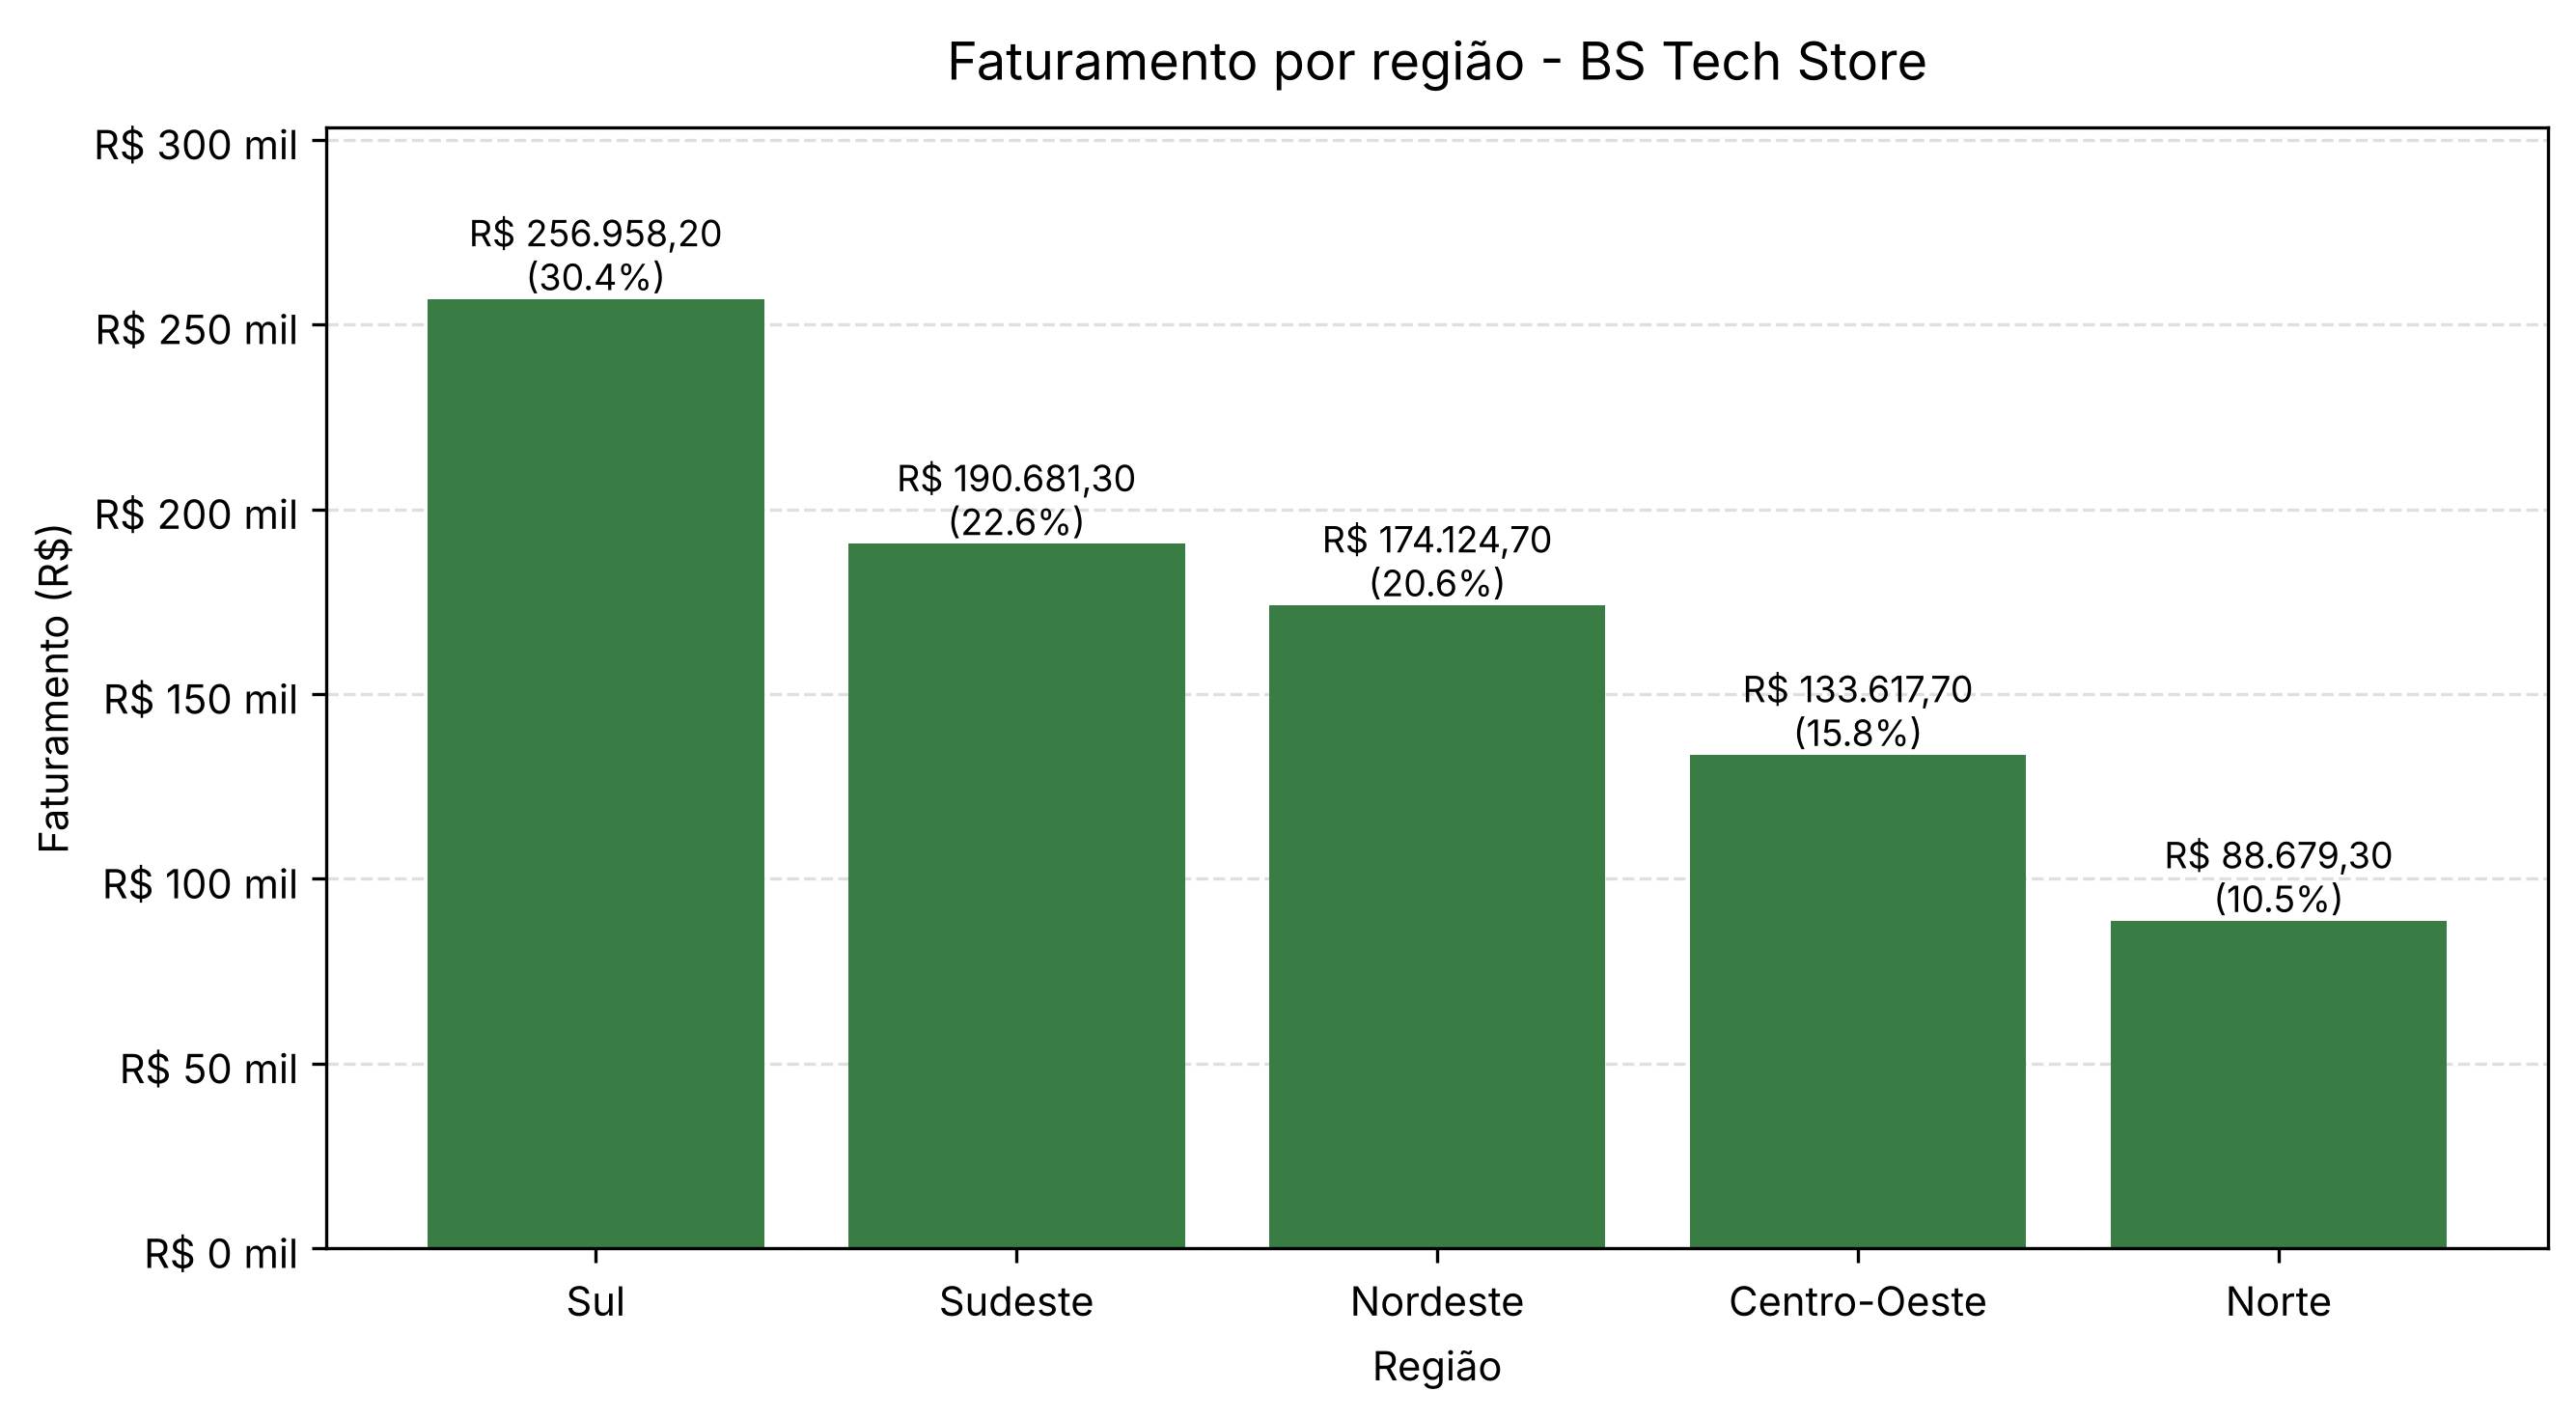 Faturamento por região - BS Tech Store
Faturamento (R$)
R$ 300 mil
R$ 250 mil
R$ 200 mil
R$ 150 mil
R$ 100 mil
R$ 50 mil
R$ 0 mil
R$ 256.958,20
(30.4%)
R$ 190.681,30
(22.6%)
R$ 174.124,70
(20.6%)
R$ 133.617,70
(15.8%)
R$ 88.679,30
(10.5%)
Sul
Sudeste
Nordeste
Centro-Oeste
Norte
Região